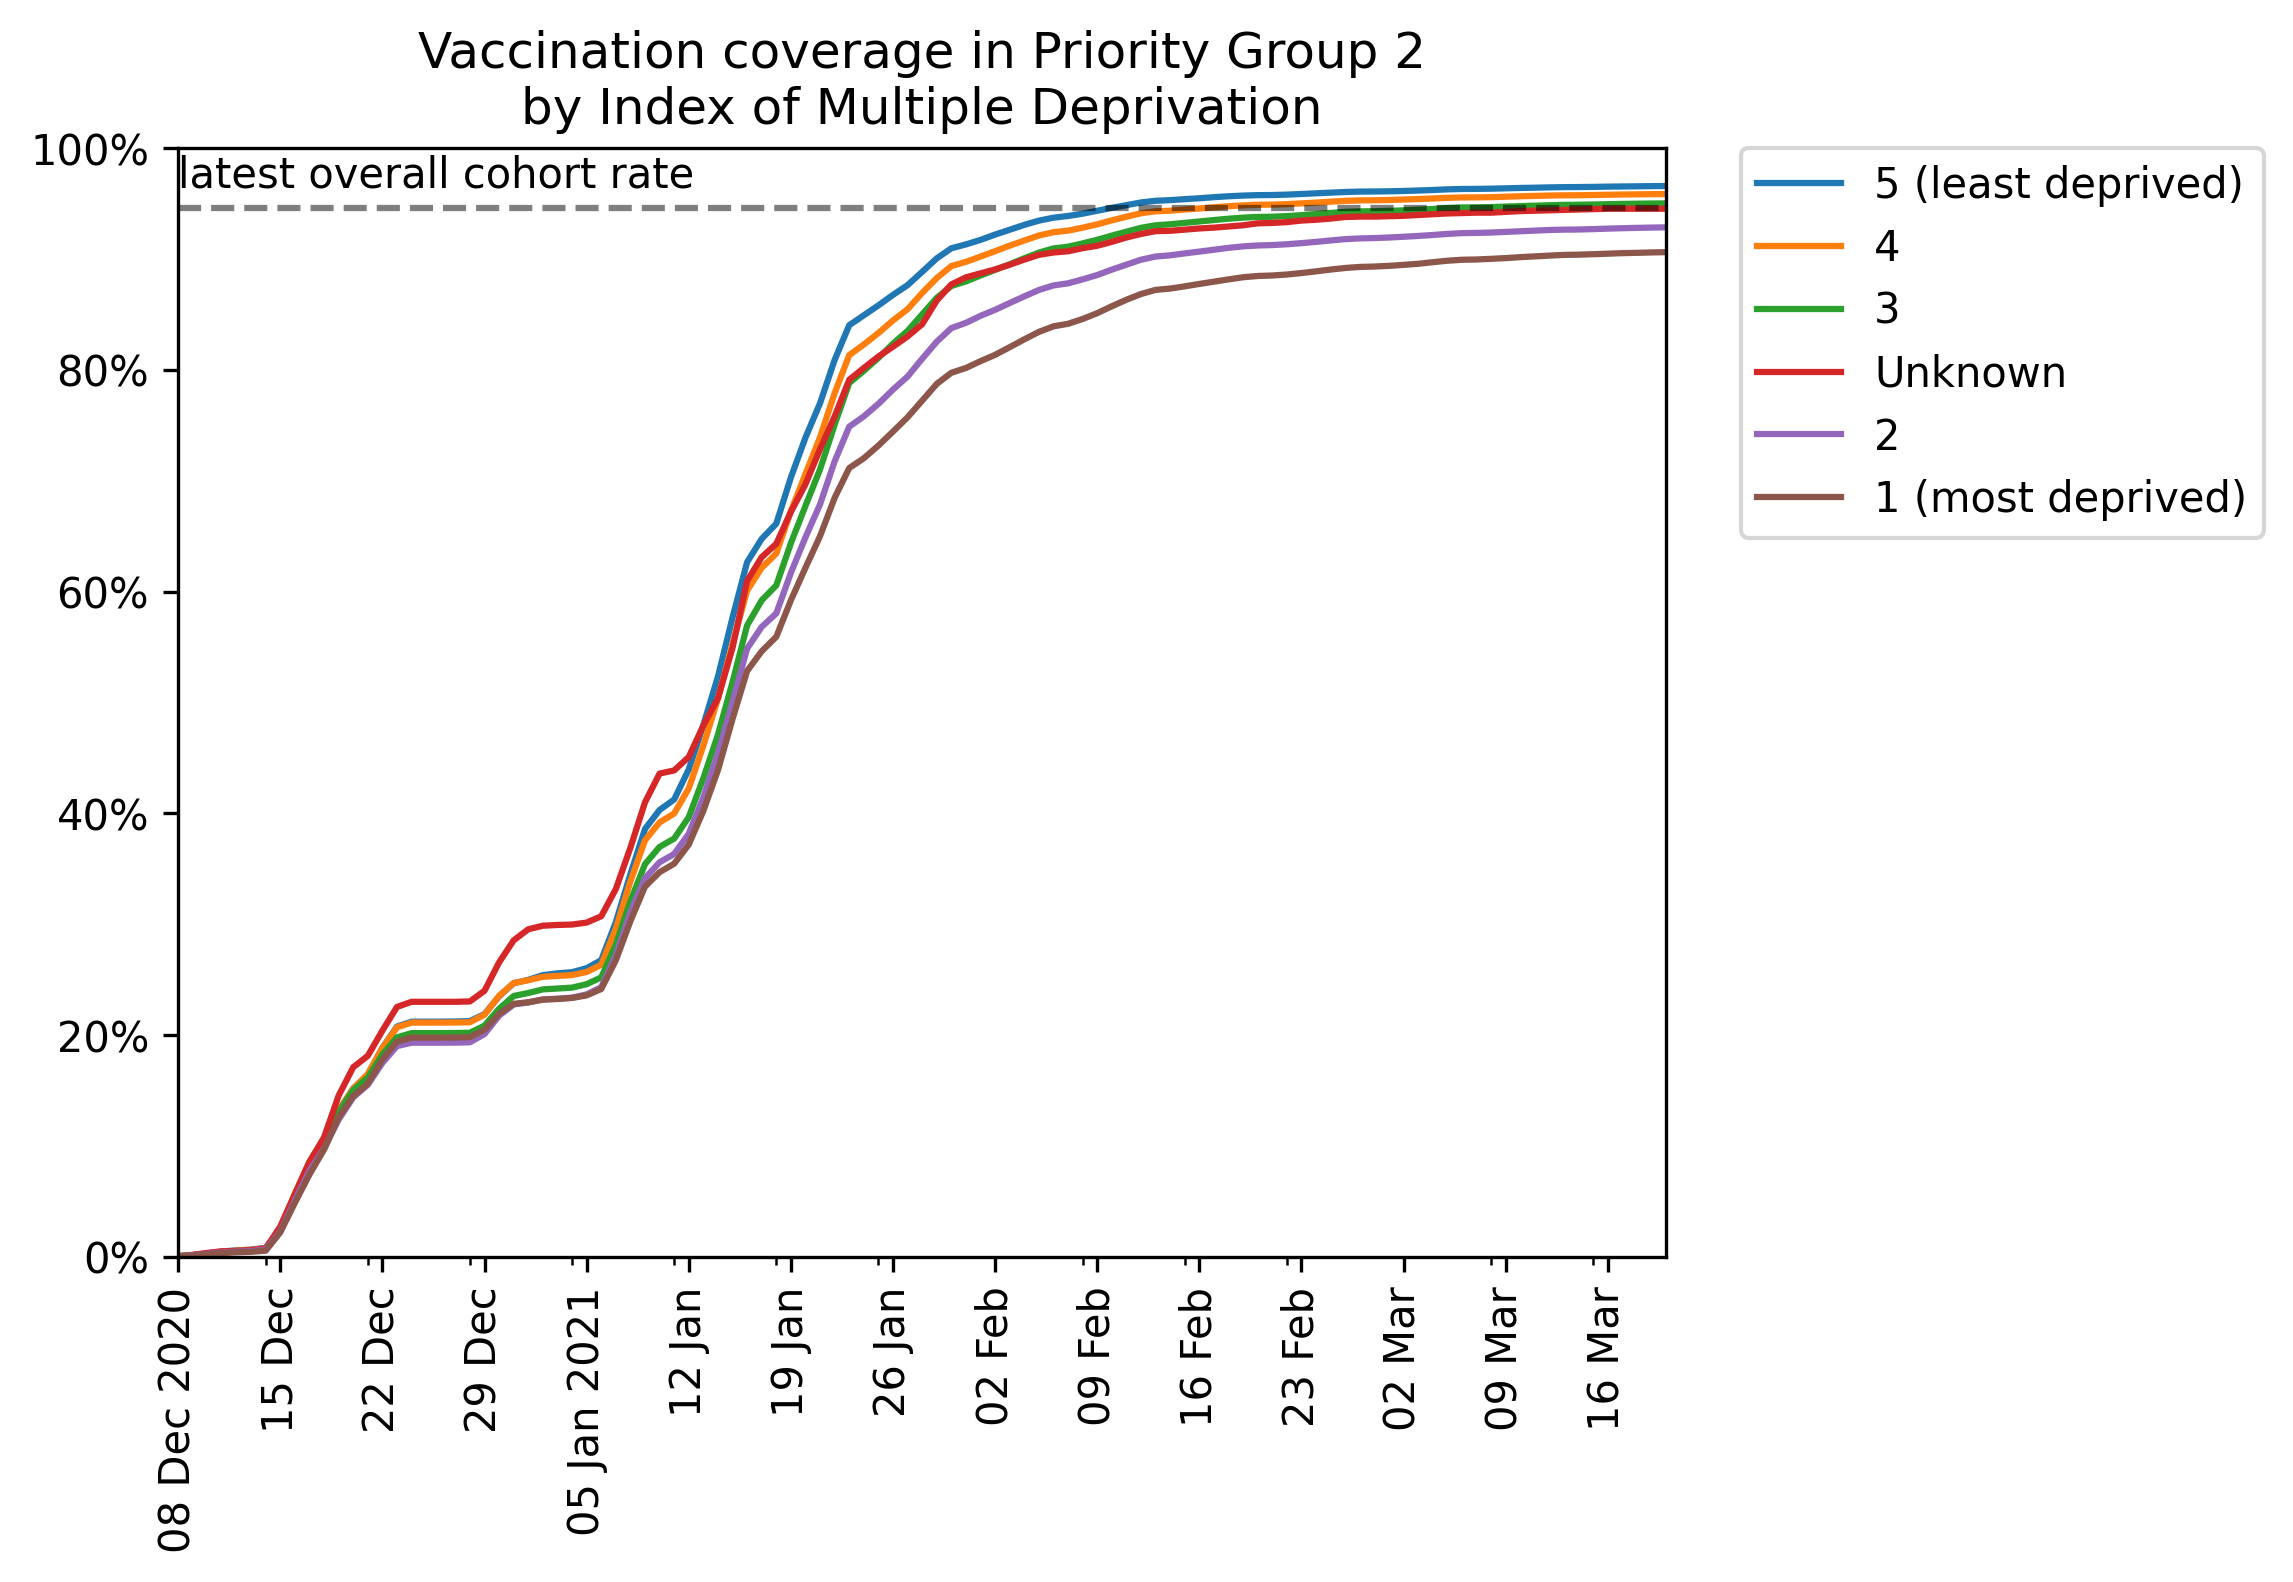 Vaccination coverage in Priority Group 2
by Index of Multiple Deprivation
100%
80%
60%
40%
20%
0%
latest overall cohort rate
08 Dec 2020
15 Dec
22 Dec
29 Dec
05 Jan 2021
12 Jan
19 Jan
26 Jan
02 Feb
09 Feb
16 Feb
23 Feb
02 Mar
09 Mar
16 Mar
5 (least deprived)
4
3
Unknown
2
1 (most deprived)